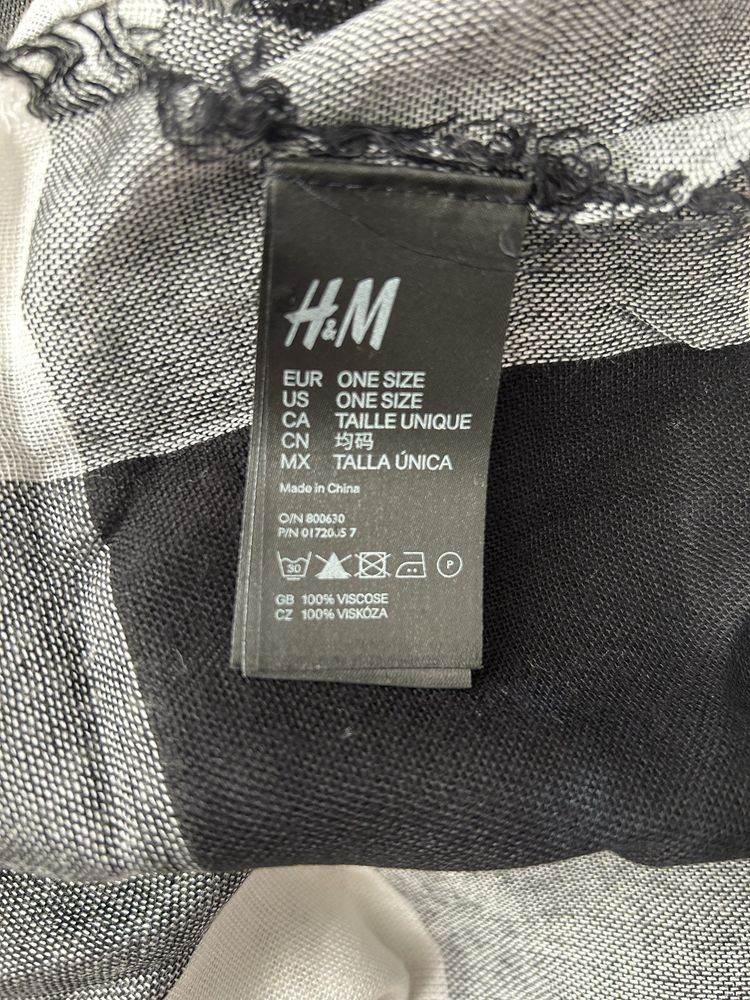 H&M
EUR ONE SIZE
US ONE SIZE
CA TAILLE UNIQUE
CN 均码
MX TALLA ÚNICA
Made in China
O/N 800630
P/N
30
P
GB 100% VISCOSE
CZ 100% VISKÓZA